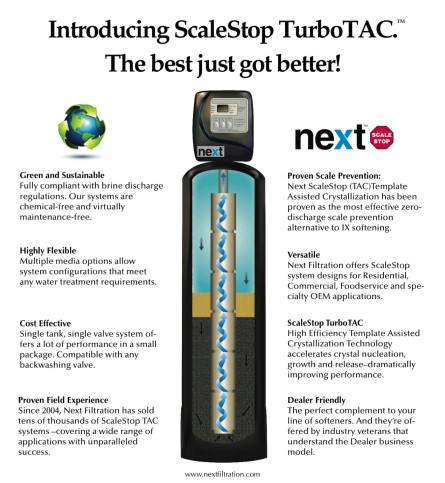 Introducing ScaleStop TurboTAC.™
The best just got better!
next
next™
SCALE
STOP
Green and Sustainable
Fully compliant with brine discharge
regulations. Our systems are
chemical-free and virtually
maintenance-free.
Highly Flexible
Multiple media options allow
system configurations that meet
any water treatment requirements.
Cost Effective
Single tank, single valve system of-
fers a lot of performance in a small
package. Compatible with any
backwashing valve.
Proven Field Experience
Since 2004, Next Filtration has sold
tens of thousands of ScaleStop TAC
systems –covering a wide range of
applications with unparalleled
success.
Proven Scale Prevention:
Next ScaleStop (TAC)Template
Assisted Crystallization has been
proven as the most effective zero-
discharge scale prevention
alternative to IX softening.
Versatile
Next Filtration offers ScaleStop
system designs for Residential,
Commercial, Foodservice and spe-
cialty OEM applications.
ScaleStop TurboTAC
High Efficiency Template Assisted
Crystallization Technology
accelerates crystal nucleation,
growth and release–dramatically
improving performance.
Dealer Friendly
The perfect complement to your
line of softeners. And they're of-
fered by industry veterans that
understand the Dealer business
model.
www.nextfiltration.com